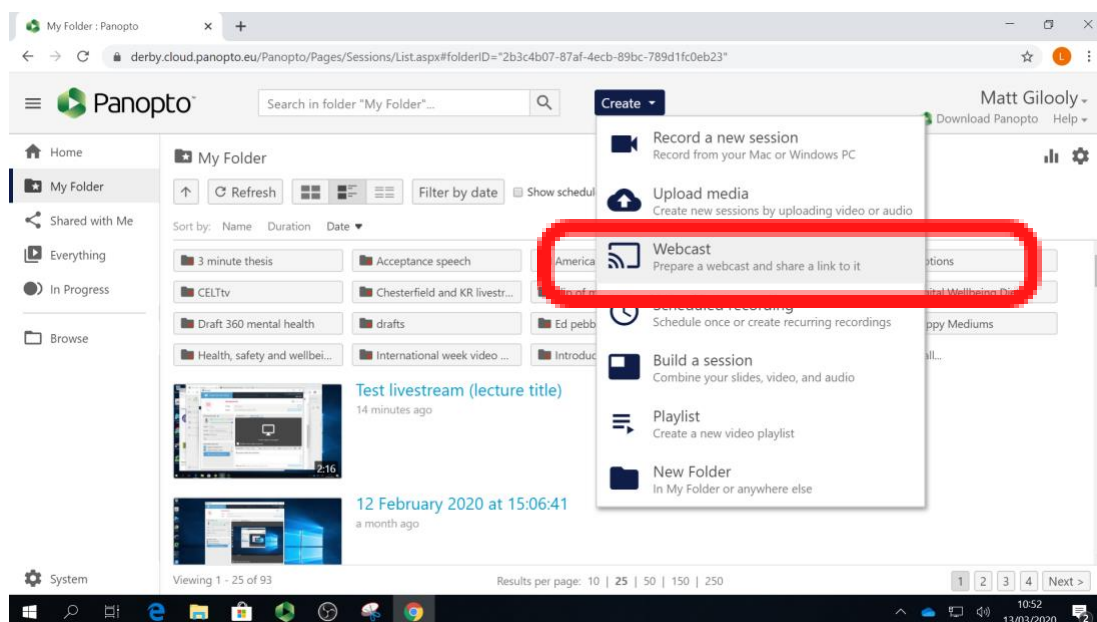 My Folder : Panopto
derby.cloud.panopto.eu/Panopto/Pages/Sessions/List.aspx#folderID="2b3c4b07-87af-4ecb-89bc-789d1fc0eb23"
L
Panopto
Search in folder "My Folder"...
Create
Matt Gilooly
Download Panopto Help
Home
My Folder
Shared with Me
Everything
In Progress
Browse
System
My Folder
Refresh
Filter by date
Show schedul
Sort by: Name Duration Date
3 minute thesis
Acceptance speech
America
ptions
CELTtv
Chesterfield and KR livestr...
Draft 360 mental health
drafts
Ed pebb
ppy Mediums
Health, safety and wellbei...
International week video ...
Introduc
all...
Record a new session
Record from your Mac or Windows PC
Upload media
Create new sessions by uploading video or audio
Webcast
Prepare a webcast and share a link to it
Scheduled recording
Schedule once or create recurring recordings
Build a session
Combine your slides, video, and audio
Playlist
Create a new video playlist
New Folder
In My Folder or anywhere else
Test livestream (lecture title)
14 minutes ago
2:16
12 February 2020 at 15:06:41
a month ago
Viewing 1 - 25 of 93
Results per page: 10 | 25 | 50 | 150 | 250
1 2 3 4 Next >
10:52
13/03/2020
2